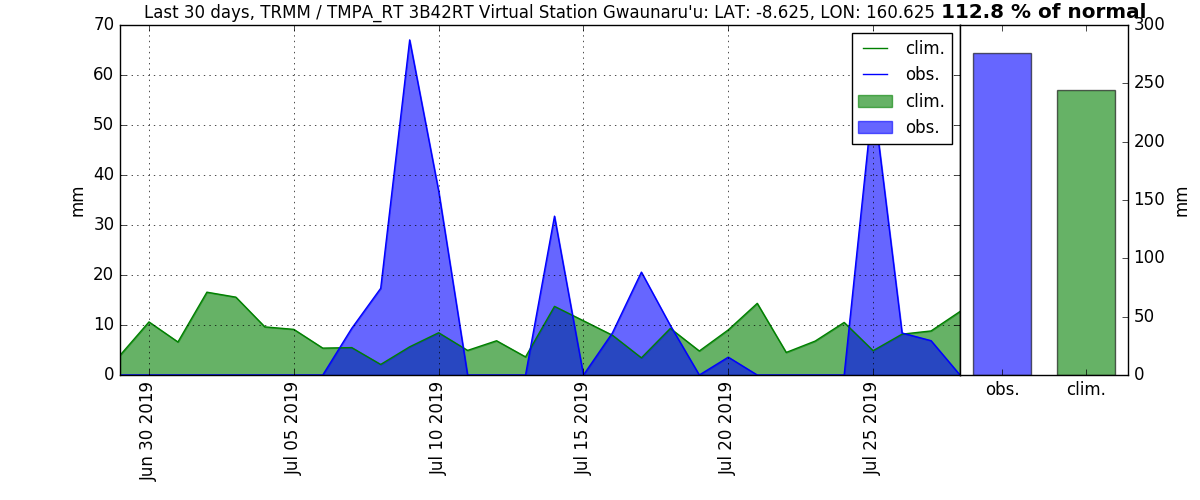 Last 30 days, TRMM / TMPA_RT 3B42RT Virtual Station Gwaunaru'u: LAT: -8.625, LON: 160.625 112.8 % of normal
70
60
50
40
30
20
10
0
mm
clim.
obs.
clim.
obs.
300
250
200
150
100
50
0
mm
Jun 30 2019
Jul 05 2019
Jul 10 2019
Jul 15 2019
Jul 20 2019
Jul 25 2019
obs.
clim.